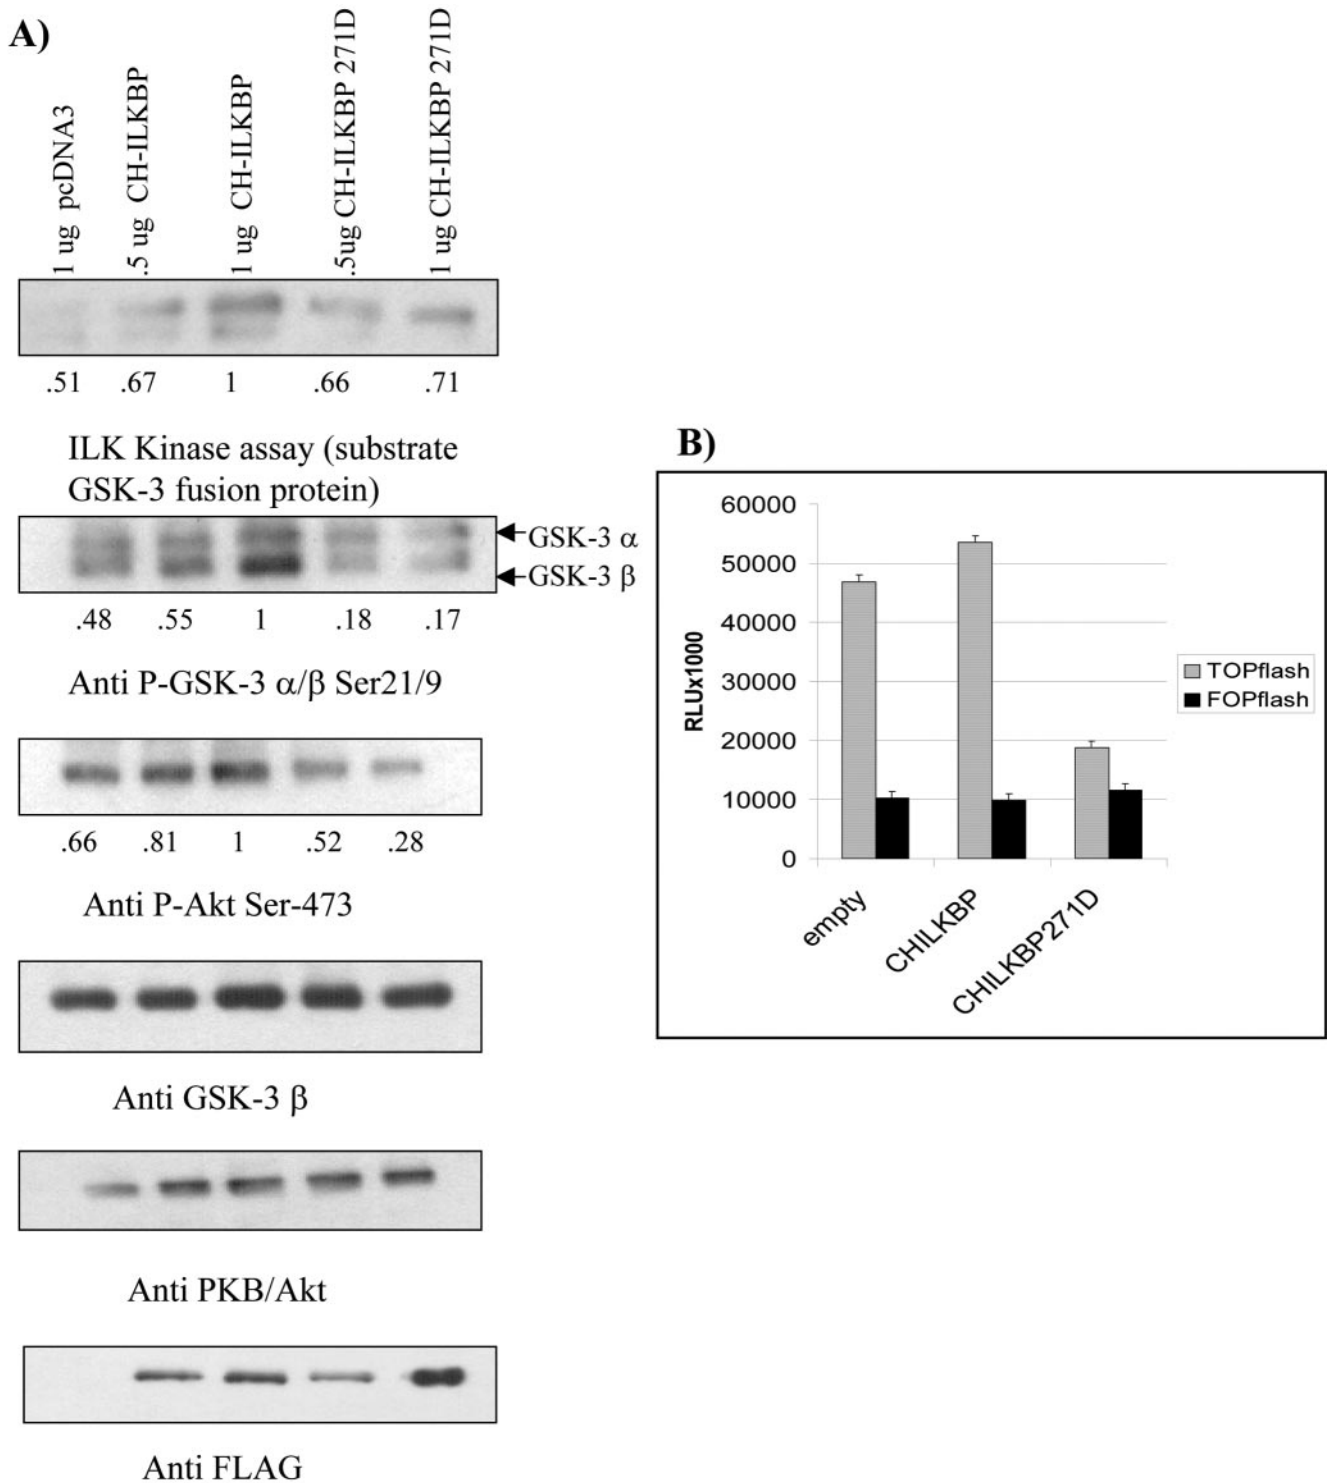 A)
1 ug pcDNA3
.5 ug CH-ILKBP
1 ug CH-ILKBP
.5ug CH-ILKBP 271D
1 ug CH-ILKBP 271D
.51 .67 1 .66 .71
ILK Kinase assay (substrate
GSK-3 fusion protein)
GSK-3 α
GSK-3 β
.48 .55 1 .18 .17
Anti P-GSK-3 α/β Ser21/9
.66 .81 1 .52 .28
Anti P-Akt Ser-473
Anti GSK-3 β
Anti PKB/Akt
Anti FLAG
B)
60000
50000
40000
30000
20000
10000
0
RLUx1000
empty
CHILKBP
CHILKBP271D
TOPflash
FOPflash